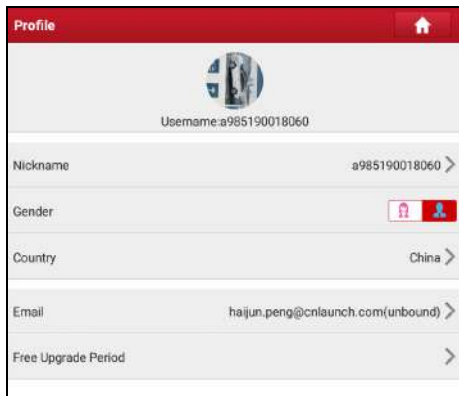 Profile
Username:a985190018060
Nickname a985190018060
Gender
Country China
Email haijun.peng@cnlaunch.com(unbound)
Free Upgrade Period